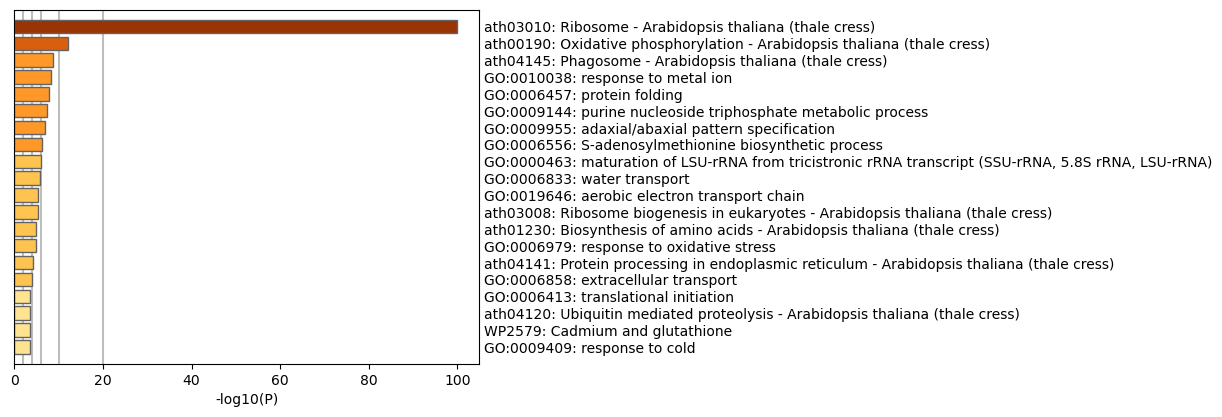 ath03010: Ribosome - Arabidopsis thaliana (thale cress)
ath00190: Oxidative phosphorylation - Arabidopsis thaliana (thale cress)
ath04145: Phagosome - Arabidopsis thaliana (thale cress)
GO:0010038: response to metal ion
GO:0006457: protein folding
GO:0009144: purine nucleoside triphosphate metabolic process
GO:0009955: adaxial/abaxial pattern specification
GO:0006556: S-adenosylmethionine biosynthetic process
GO:0000463: maturation of LSU-rRNA from tricistronic rRNA transcript (SSU-rRNA, 5.8S rRNA, LSU-rRNA)
GO:0006833: water transport
GO:0019646: aerobic electron transport chain
ath03008: Ribosome biogenesis in eukaryotes - Arabidopsis thaliana (thale cress)
ath01230: Biosynthesis of amino acids - Arabidopsis thaliana (thale cress)
GO:0006979: response to oxidative stress
ath04141: Protein processing in endoplasmic reticulum - Arabidopsis thaliana (thale cress)
GO:0006858: extracellular transport
GO:0006413: translational initiation
ath04120: Ubiquitin mediated proteolysis - Arabidopsis thaliana (thale cress)
WP2579: Cadmium and glutathione
GO:0009409: response to cold
0 20 40 60 80 100
-log10(P)